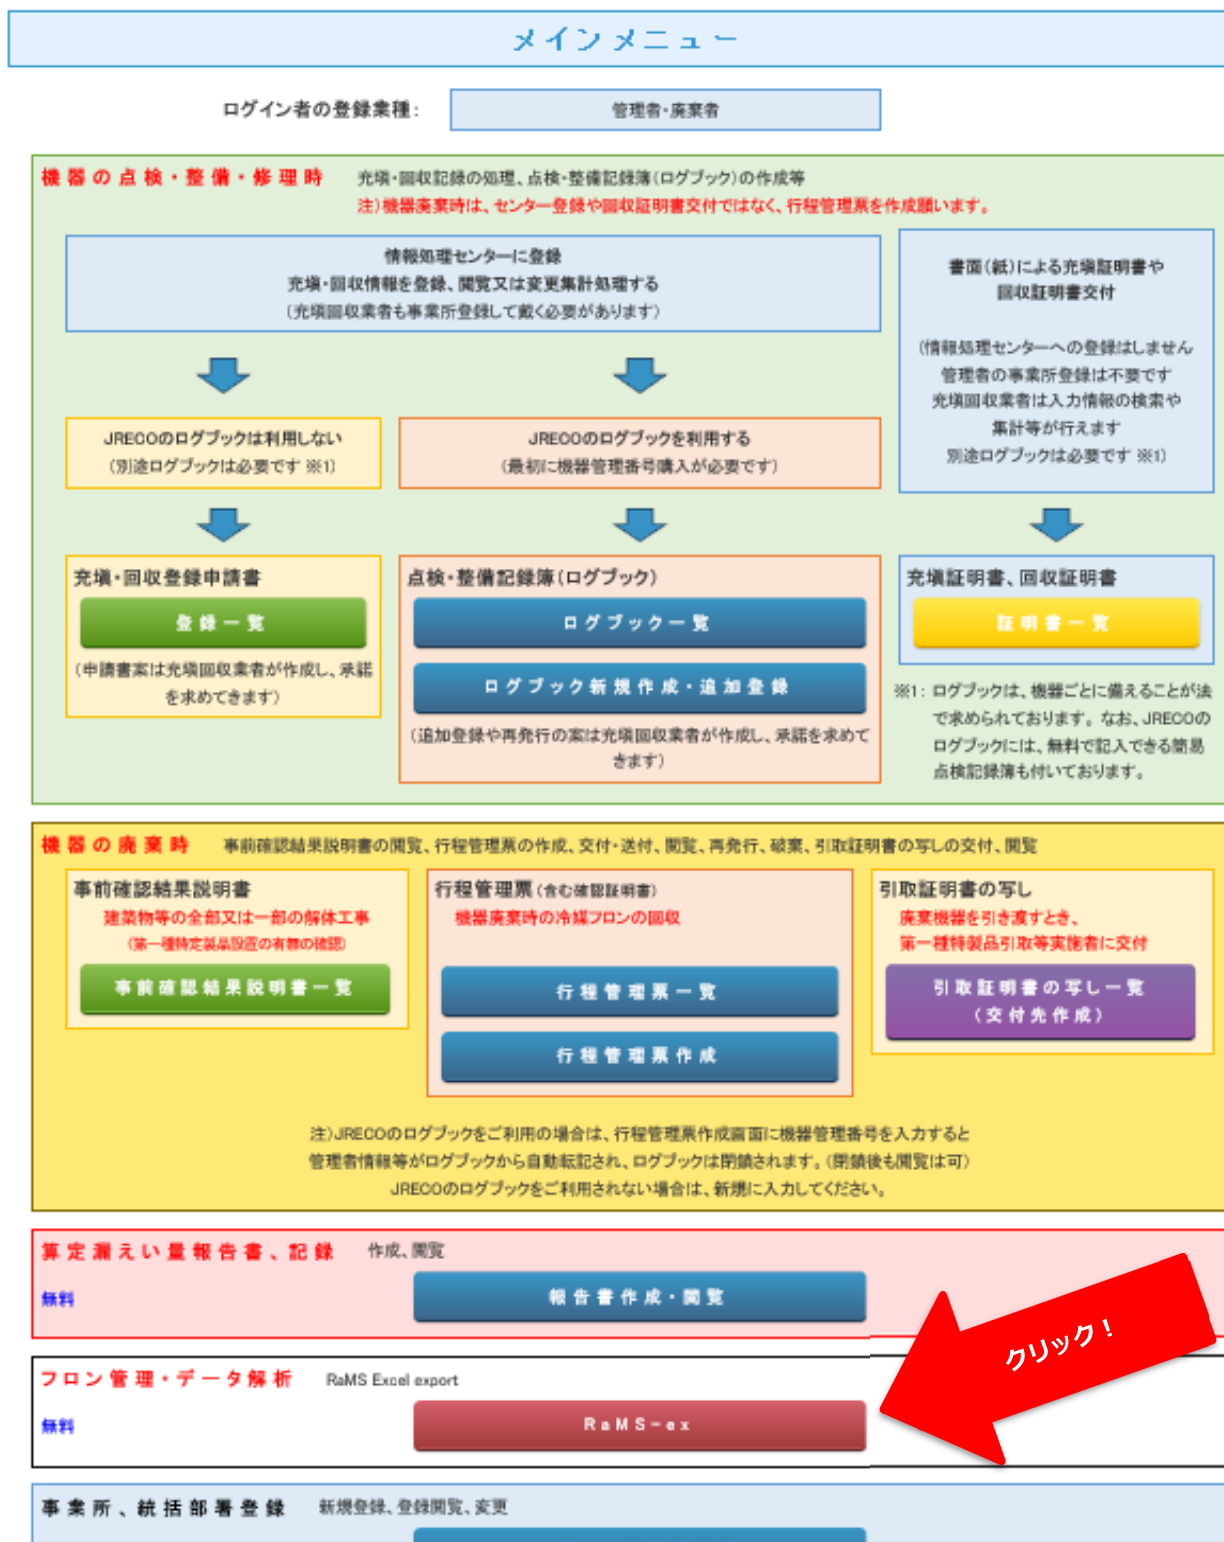 メインメニュー
ログイン者の登録業種：
管理者・廃棄者
機器の点検・整備・修理時
充填・回収記録の処理、点検・整備記録簿（ログブック）の作成等
注）機器廃棄時は、センター登録や回収証明書交付ではなく、行程管理票を作成願います。
情報処理センターに登録
充填・回収情報を登録、閲覧又は変更集計処理する
（充填回収業者も事業所登録して戴く必要があります）
書面（紙）による充填証明書や
回収証明書交付
（情報処理センターへの登録はしません
管理者の事業所登録は不要です
充填回収業者は入力情報の検索や
集計等が行えます
別途ログブックは必要です ※1）
JRECOのログブックは利用しない
（別途ログブックは必要です ※1）
JRECOのログブックを利用する
（最初に機器管理番号購入が必要です）
充填・回収登録申請書
登録一覧
（申請書案は充填回収業者が作成し、承諾
を求めてきます）
点検・整備記録簿（ログブック）
ログブック一覧
ログブック新規作成・追加登録
（追加登録や再発行の案は充填回収業者が作成し、承諾を求めて
きます）
充填証明書、回収証明書
証明書一覧
※1： ログブックは、機器ごとに備えることが法
で求められております。なお、JRECOの
ログブックには、無料で記入できる簡易
点検記録簿も付いております。
機器の廃棄時
事前確認結果説明書の閲覧、行程管理票の作成、交付・送付、閲覧、再発行、破棄、引取証明書の写しの交付、閲覧
事前確認結果説明書
建築物等の全部又は一部の解体工事
（第一種特定製品設置の有無の確認）
事前確認結果説明書一覧
行程管理票（含む確認証明書）
機器廃棄時の冷媒フロンの回収
行程管理票一覧
行程管理票作成
引取証明書の写し
廃棄機器を引き渡すとき、
第一種特製品引取等実施者に交付
引取証明書の写し一覧
（交付先作成）
注）JRECOのログブックをご利用の場合は、行程管理票作成画面に機器管理番号を入力すると
管理者情報等がログブックから自動転記され、ログブックは閉鎖されます。（閉鎖後も閲覧は可）
JRECOのログブックをご利用されない場合は、新規に入力してください。
算定漏えい量報告書、記録
作成、閲覧
無料
報告書作成・閲覧
クリック！
フロン管理・データ解析
RaMS Excel export
無料
RaMS-ex
事業所、統括部署登録
新規登録、登録閲覧、変更